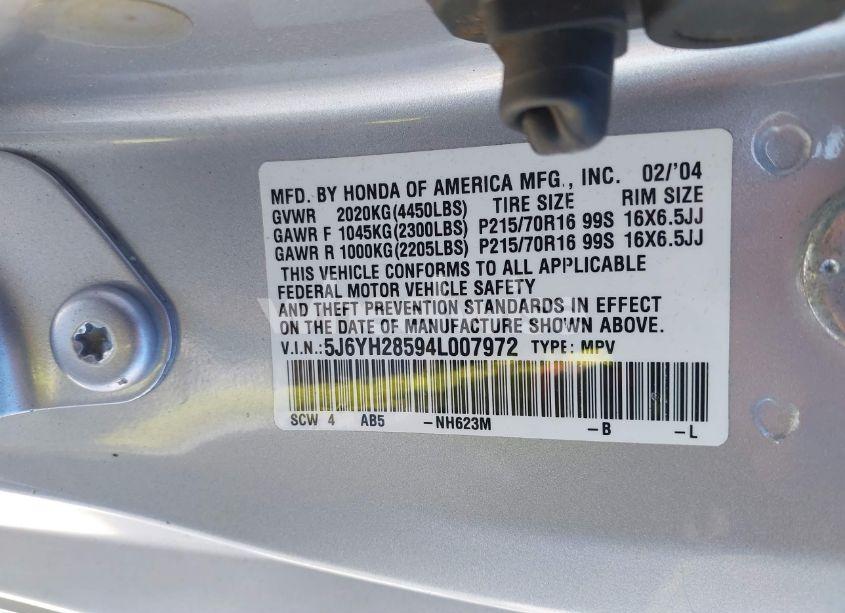 MFD. BY HONDA OF AMERICA MFG., INC. 02/'04
GVWR 2020KG(4450LBS) TIRE SIZE RIM SIZE
GAWR F 1045KG(2300LBS) P215/70R16 99S 16X6.5JJ
GAWR R 1000KG(2205LBS) P215/70R16 99S 16X6.5JJ
THIS VEHICLE CONFORMS TO ALL APPLICABLE
FEDERAL MOTOR VEHICLE SAFETY
AND THEFT PREVENTION STANDARDS IN EFFECT
ON THE DATE OF MANUFACTURE SHOWN ABOVE.
V.I.N.:5J6YH28594L007972 TYPE: MPV
SCW 4 AB5 -NH623M -B -L